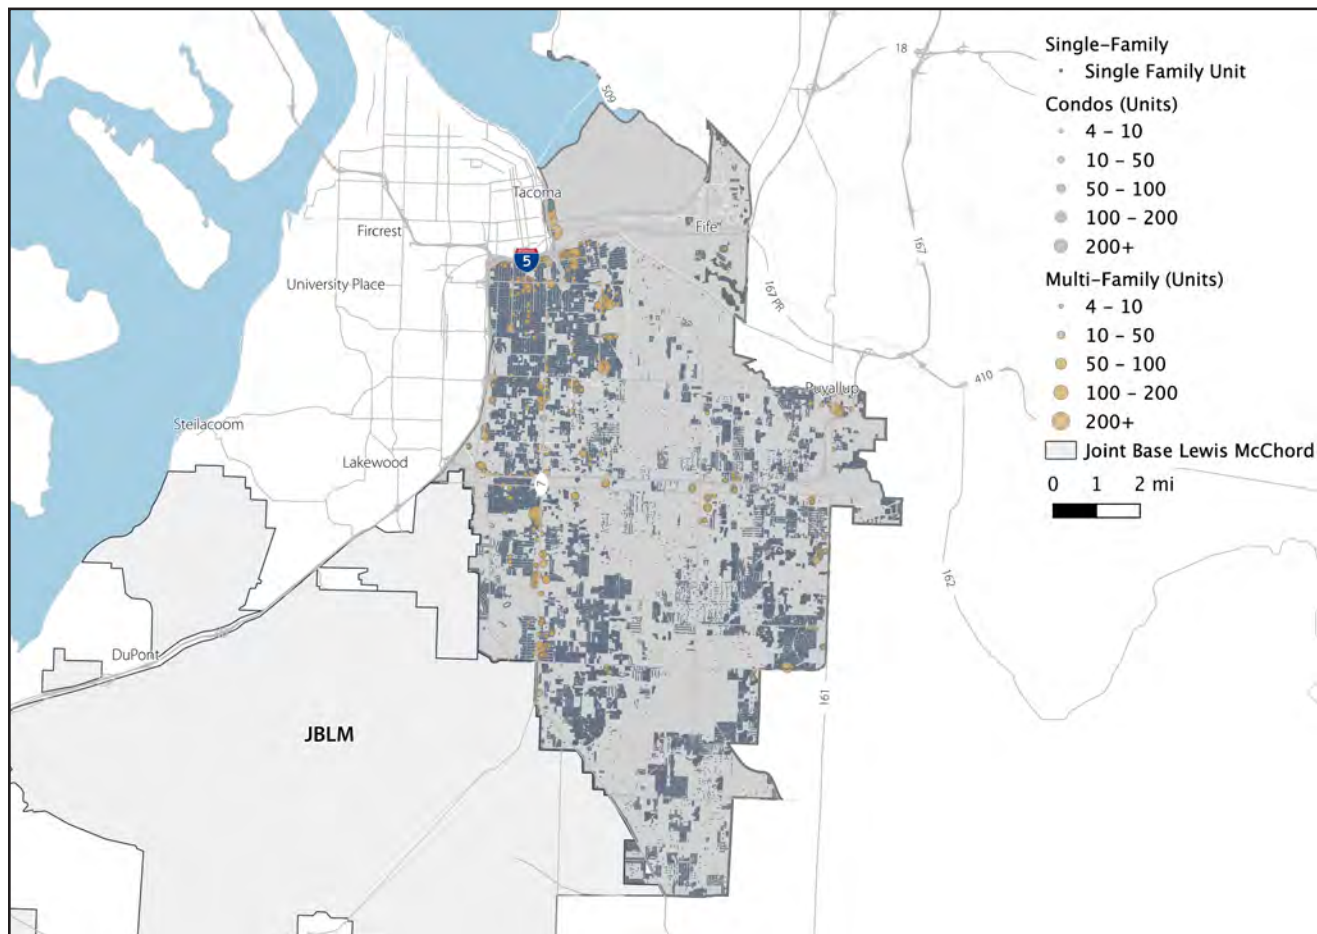 Single-Family
Single Family Unit
Condos (Units)
4 - 10
10 - 50
50 - 100
100 - 200
200+
Multi-Family (Units)
4 - 10
10 - 50
50 - 100
100 - 200
200+
Joint Base Lewis McChord
0 1 2 mi
18
509
Tacoma
Fircrest
Fife
5
167
University Place
167 PR
410
Puyallup
Steilacoom
Lakewood
7
162
DuPont
161
JBLM